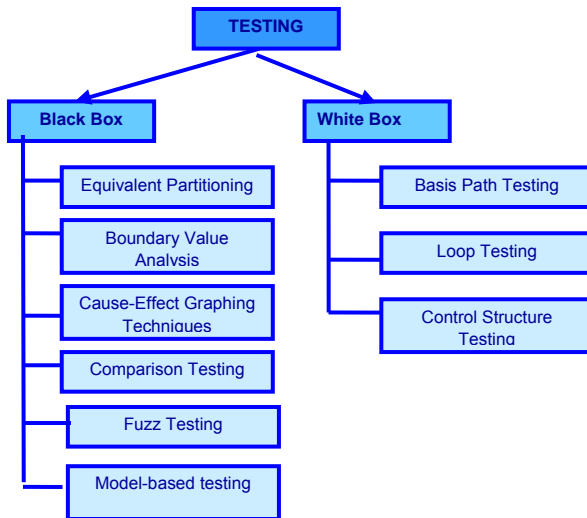 TESTING
Black Box
White Box
Equivalent Partitioning
Boundary Value
Analysis
Cause-Effect Graphing
Techniques
Comparison Testing
Fuzz Testing
Model-based testing
Basis Path Testing
Loop Testing
Control Structure
Testing